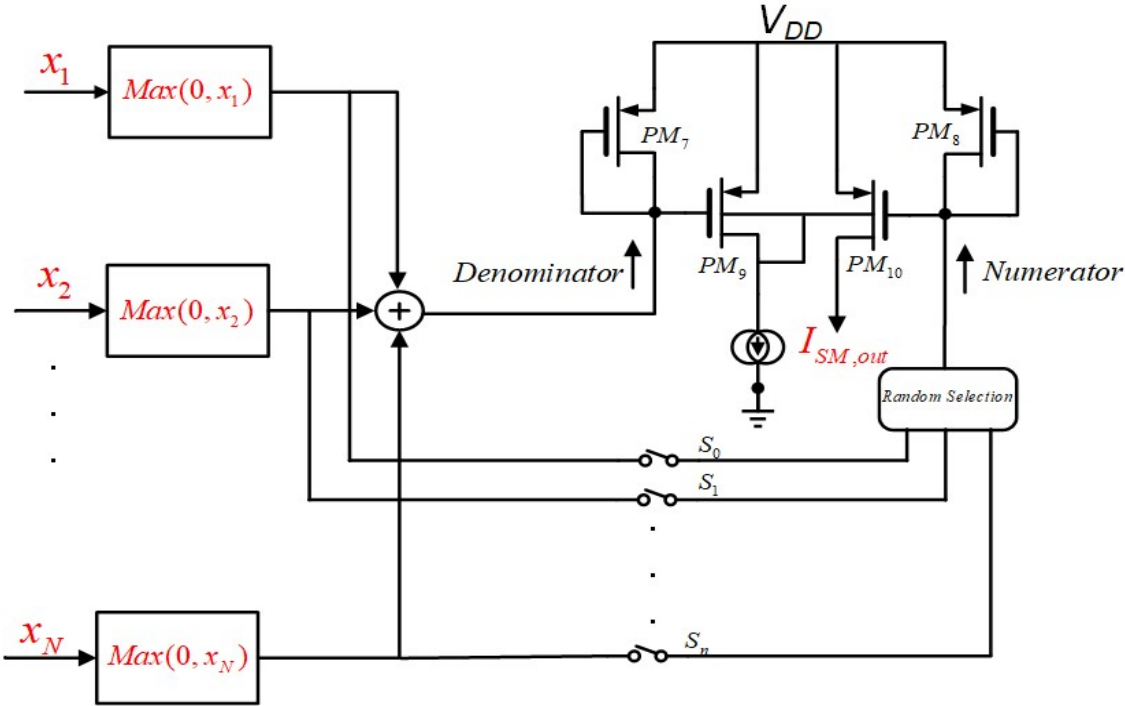 V_DD
x_1
Max(0, x_1)
PM_7
PM_8
x_2
Max(0, x_2)
Denominator
PM_9
PM_10
Numerator
+
I_SM,out
Random Selection
S_0
S_1
x_N
Max(0, x_N)
S_n